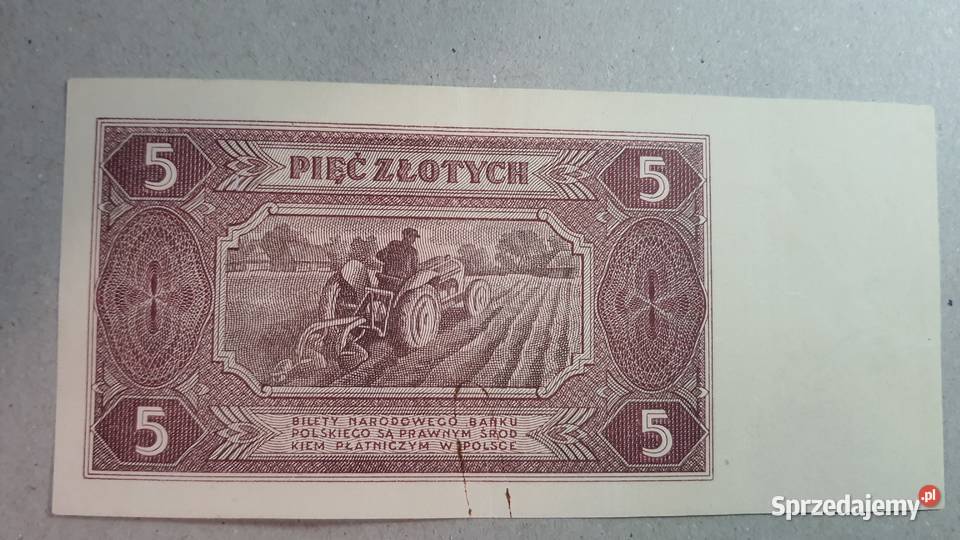 5 PIĘĆ ZŁOTYCH 5
5 BILETY NARODOWEGO BANKU 5
POLSKIEGO SĄ PRAWNYM ŚROD
KIEM PŁATNICZYM W POLSCE
Sprzedajemy.pl